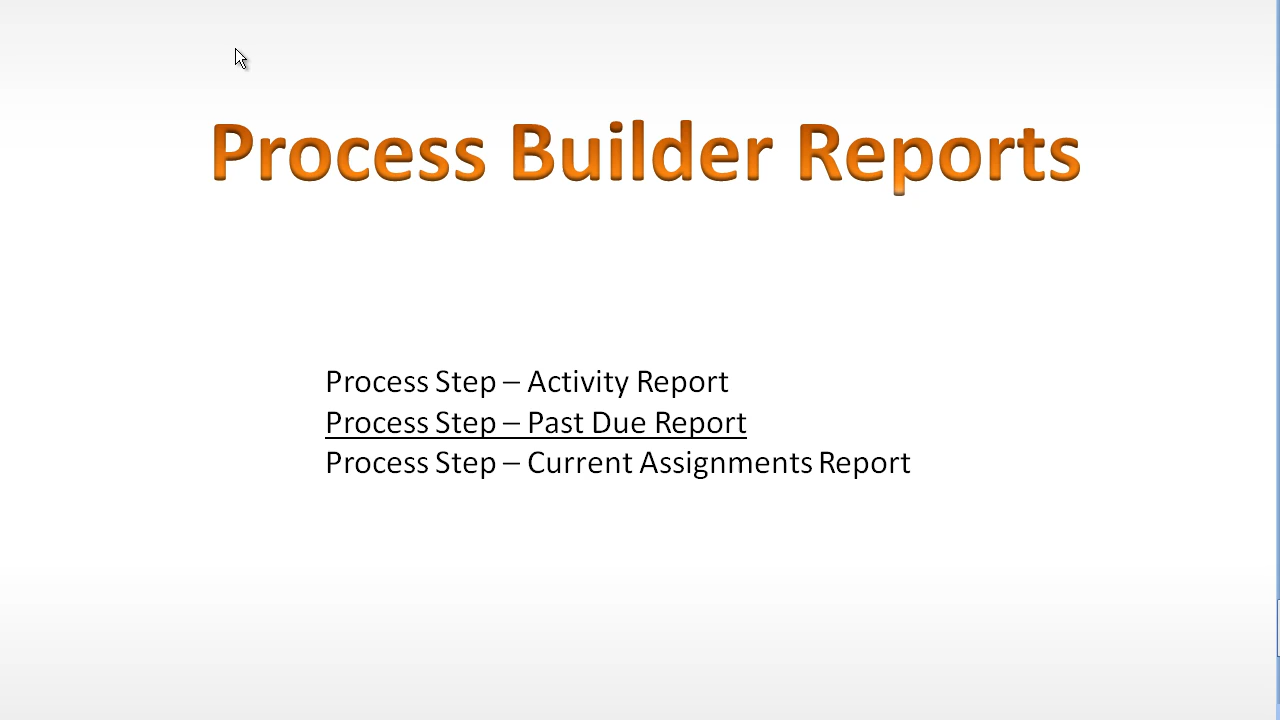 Process Builder Reports
Process Step – Activity Report
Process Step – Past Due Report
Process Step – Current Assignments Report